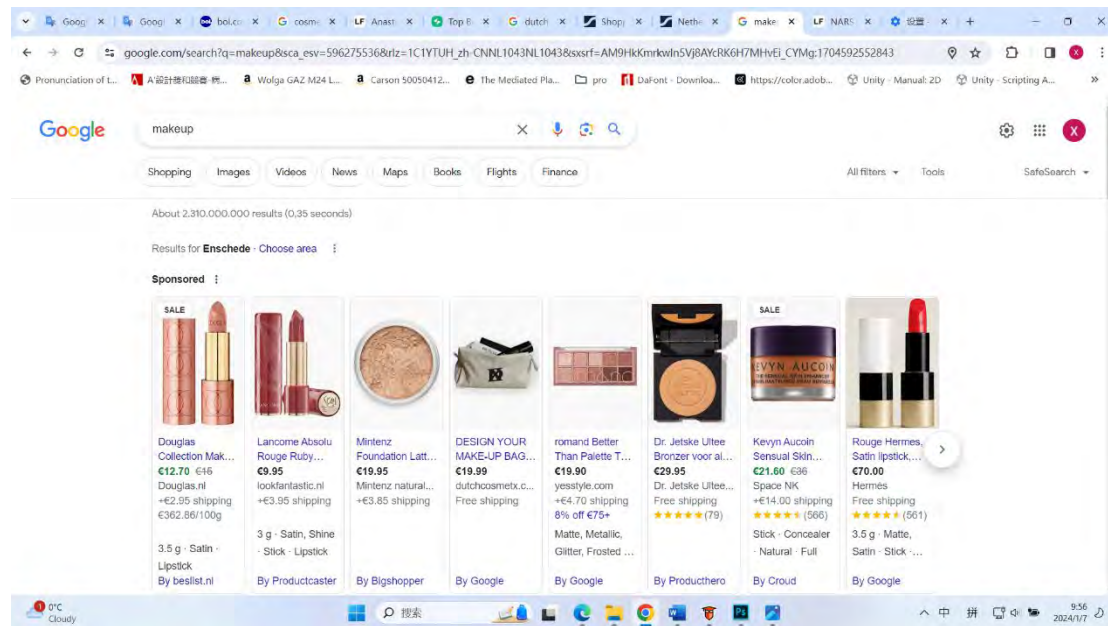 Googl
Googl
bol.co
cosme
Anast
Top B
dutch
Shop
Nethe
make
NARS
设置
google.com/search?q=makeup&sca_esv=596275536&rlz=1C1YTUH_zh-CNNL1043NL1043&sxsrf=AM9HkKmrkwln5Vj8AYcRK6H7MHvEi_CYMg:1704592552843
Pronunciation of t...
Wolga GAZ M24 L...
Carson 50050412...
The Mediated Pla...
pro
DaFont - Downloa...
https://color.adob...
Unity - Manual: 2D
Unity - Scripting A...
Google
makeup
X
Shopping Images Videos News Maps Books Flights Finance
All filters Tools SafeSearch
About 2.310.000.000 results (0,35 seconds)
Results for Enschede · Choose area
Sponsored
SALE
Douglas
Collection Mak...
€12.70 €15
Douglas.nl
+€2.95 shipping
€362.86/100g
3.5 g · Satin ·
Lipstick
By beslist.nl
Lancome Absolu
Rouge Ruby...
€9.95
lookfantastic.nl
+€3.95 shipping
3 g · Satin, Shine
· Stick · Lipstick
By Productcaster
Mintenz
Foundation Latt...
€19.95
Mintenz natural...
+€3.85 shipping
By Bigshopper
DESIGN YOUR
MAKE-UP BAG...
€19.99
dutchcosmetx.c...
Free shipping
By Google
romand Better
Than Palette T...
€19.90
yesstyle.com
+€4.70 shipping
8% off €75+
Matte, Metallic,
Glitter, Frosted ...
By Google
Dr. Jetske Ultee
Bronzer voor al...
€29.95
Dr. Jetske Ultee...
Free shipping
(79)
By Producthero
SALE
KEVYN AUCOIN
Kevyn Aucoin
Sensual Skin...
€21.60 €36
Space NK
+€14.00 shipping
(566)
Stick · Concealer
· Natural · Full
By Croud
Rouge Hermes,
Satin lipstick,...
€70.00
Hermès
Free shipping
(561)
3.5 g · Matte,
Satin · Stick ·...
By Google
0°C
Cloudy
搜索
中 拼
9:56
2024/1/7